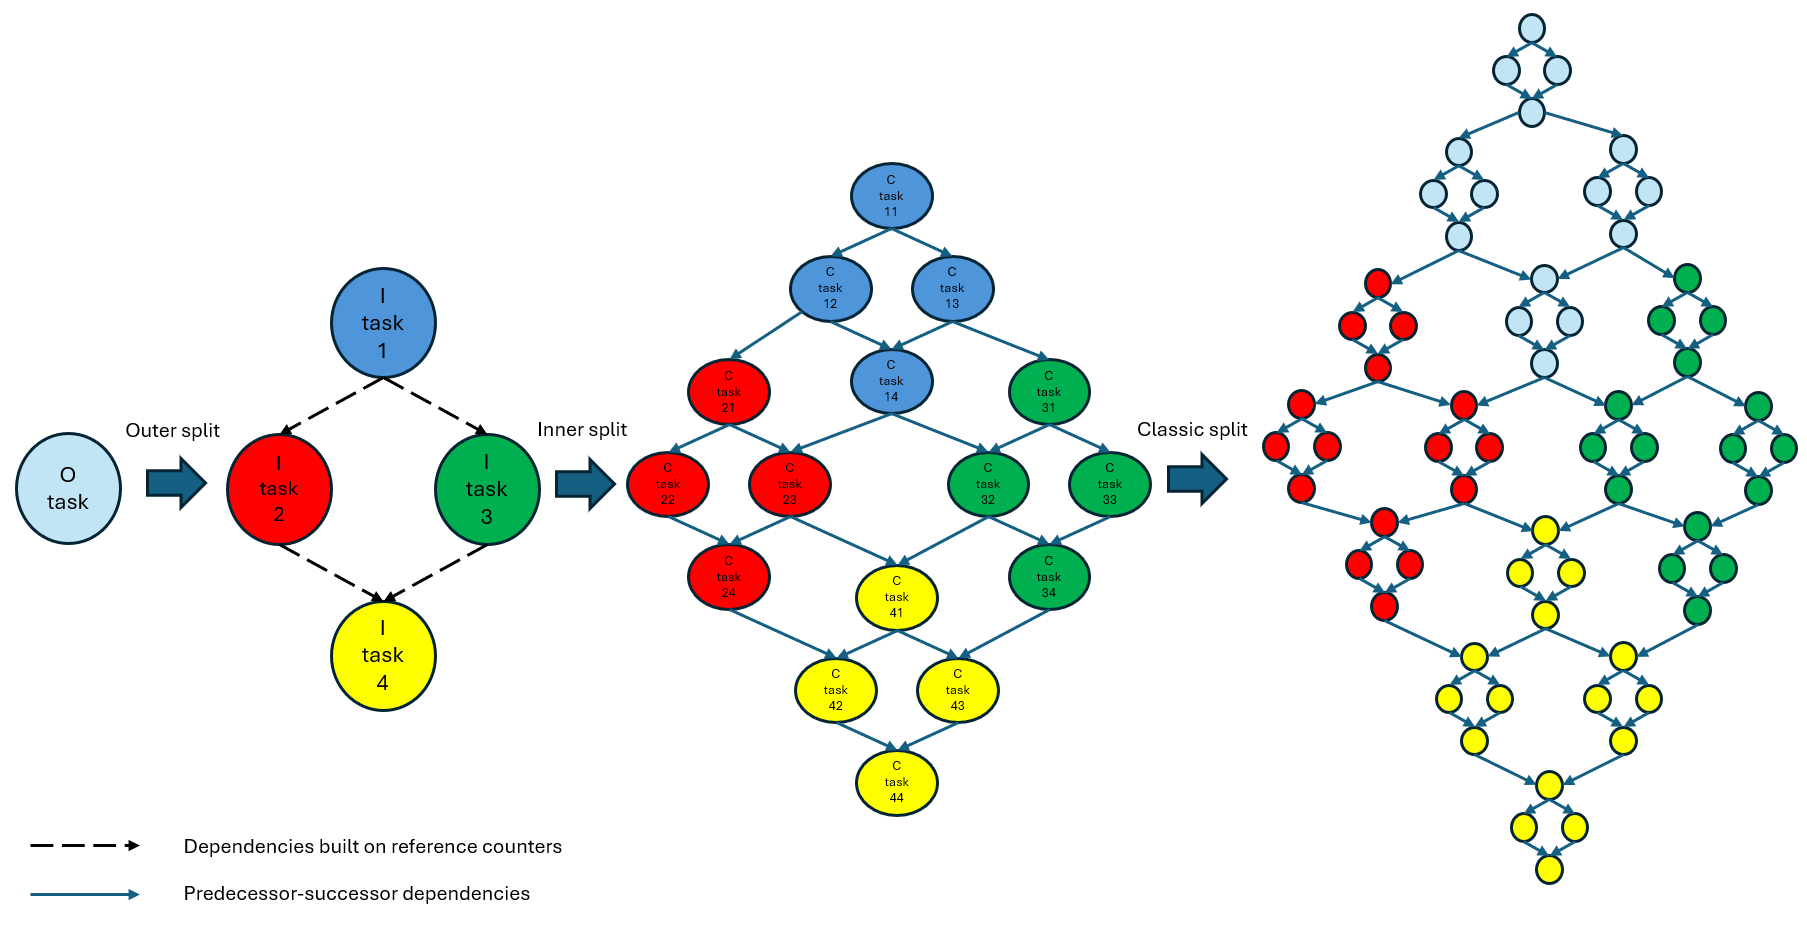 O
task
Outer split
I
task
1
I
task
2
I
task
3
I
task
4
Inner split
C
task
11
C
task
12
C
task
13
C
task
21
C
task
14
C
task
31
C
task
22
C
task
23
C
task
32
C
task
33
C
task
24
C
task
41
C
task
34
C
task
42
C
task
43
C
task
44
Classic split
Dependencies built on reference counters
Predecessor-successor dependencies